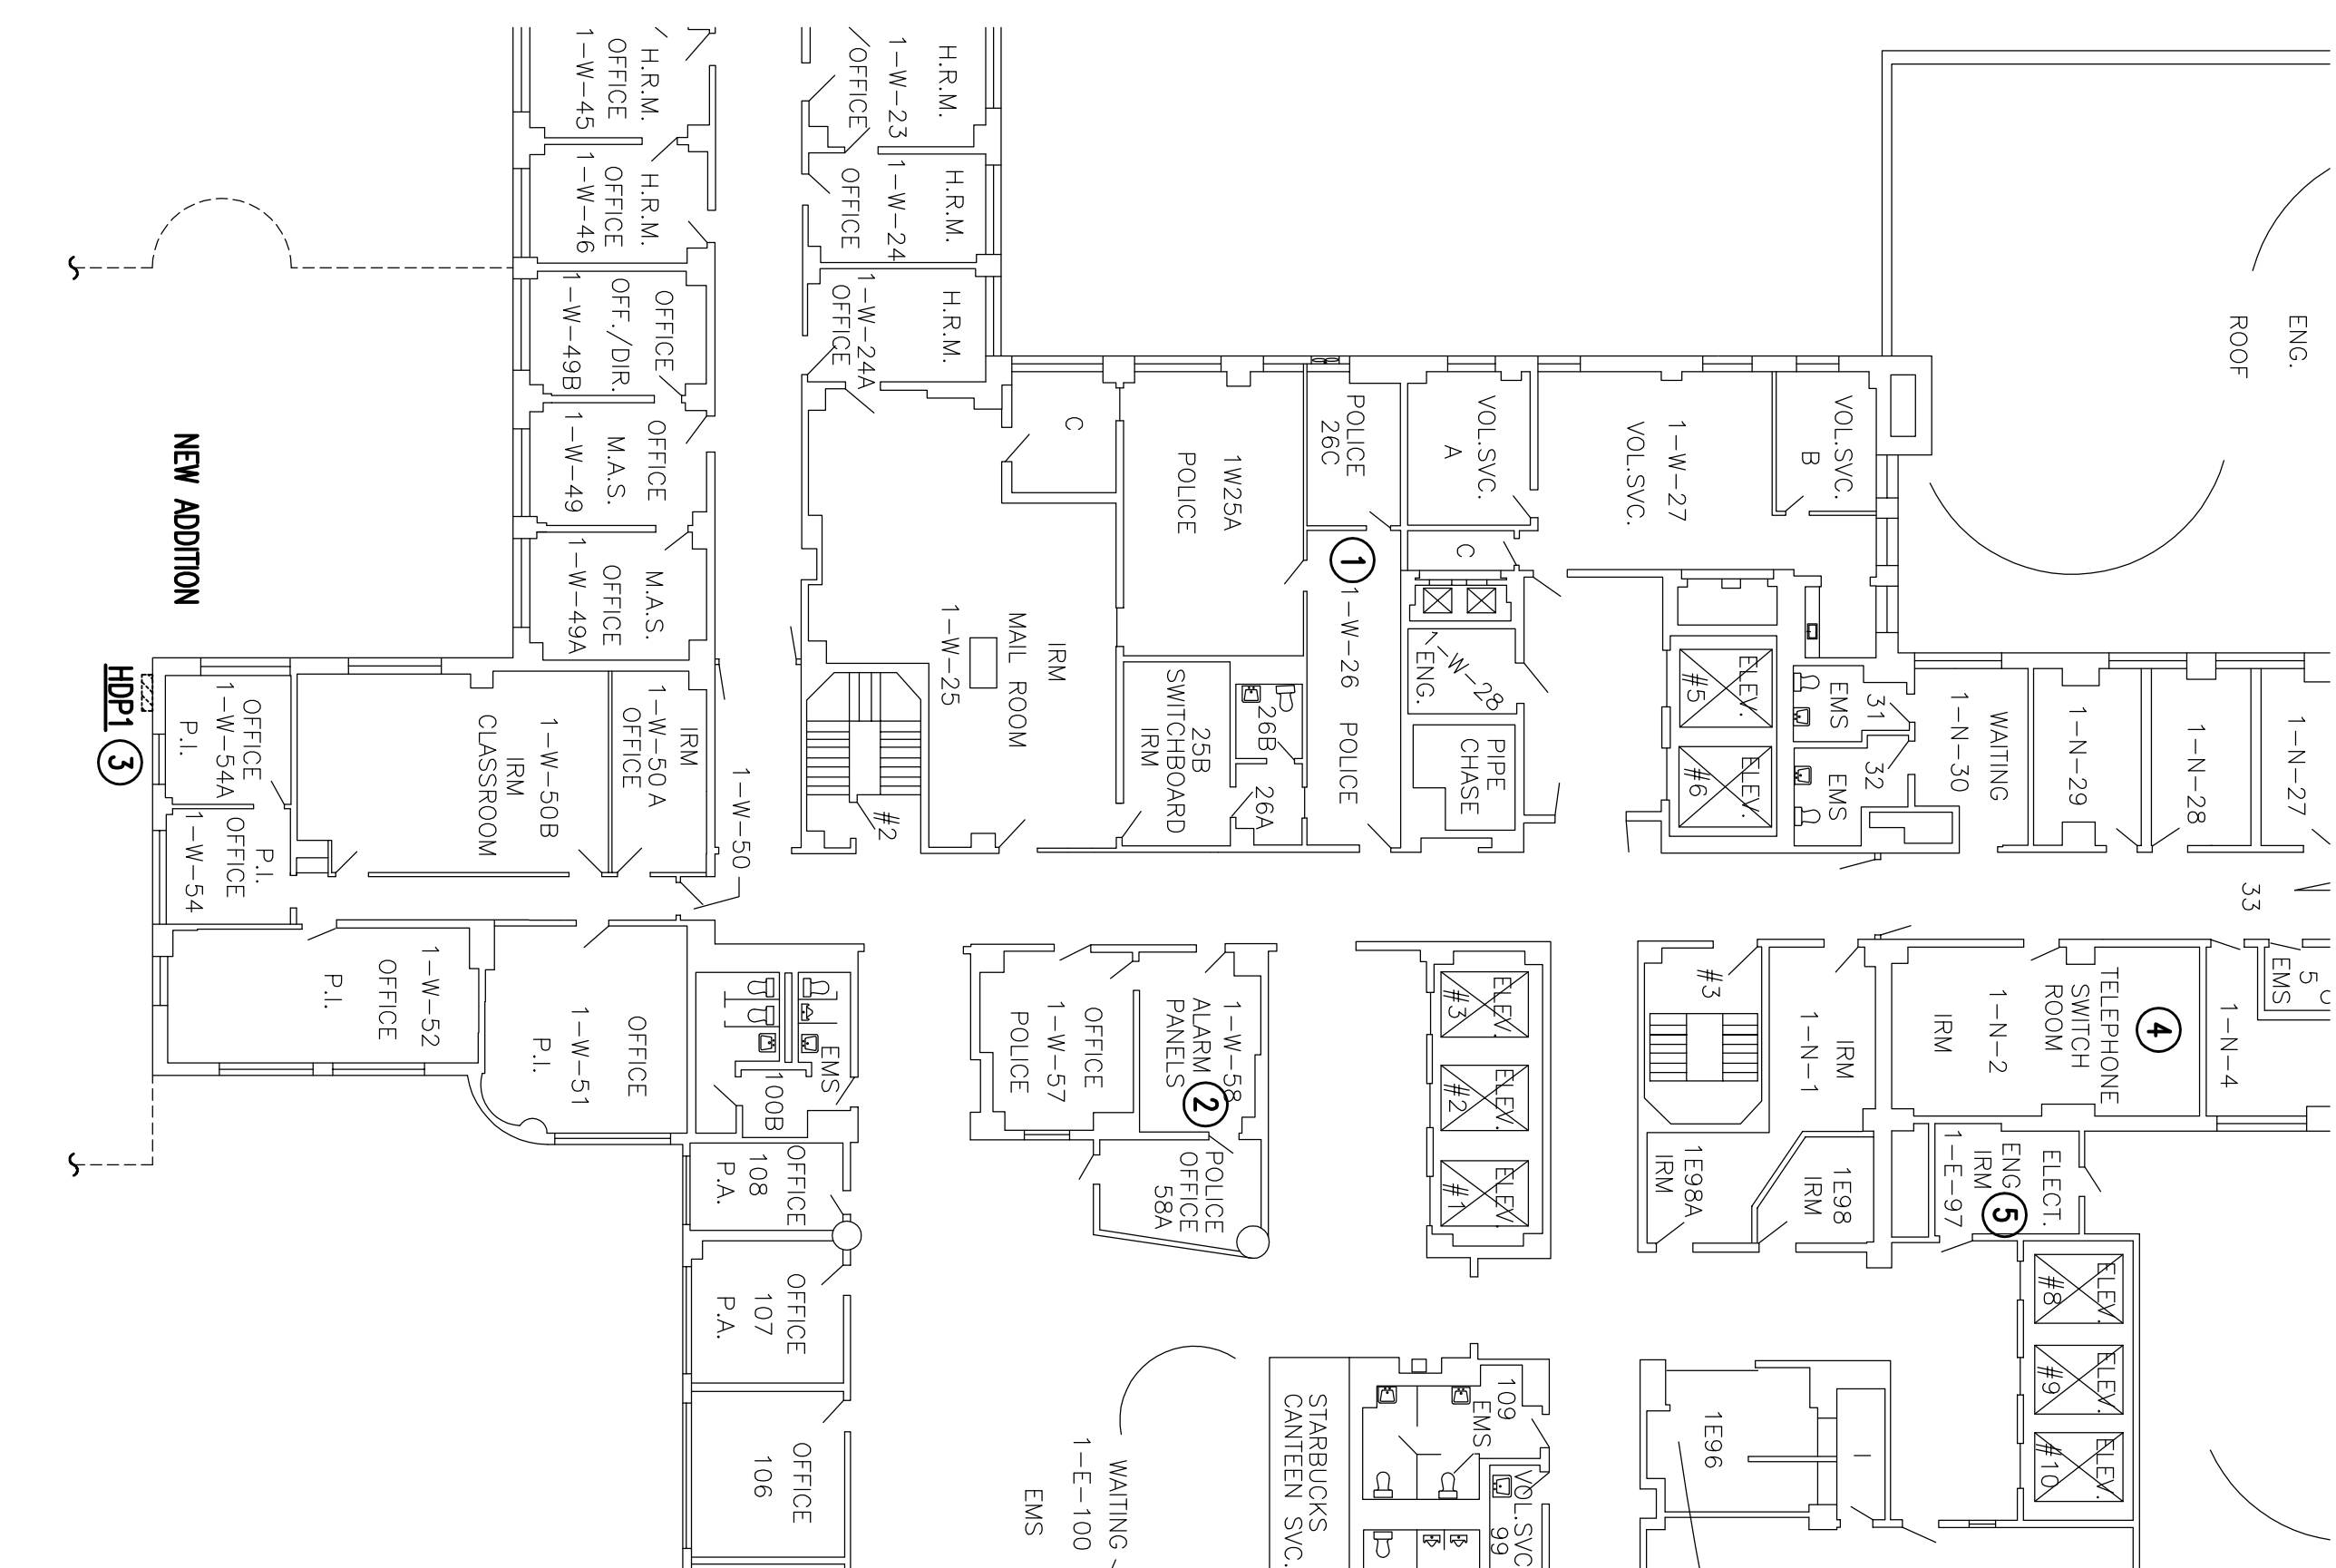 ENG.
ROOF
1-N-27
1-N-28
1-N-29
WAITING
1-N-30
33
5
EMS
1-N-4
4
TELEPHONE
SWITCH
ROOM
1-N-2
IRM
ELEV.
#8
ELEV.
#9
ELEV.
#10
ELECT.
ENG
IRM
1-E-97
5
31
EMS
32
EMS
VOL.SVC.
B
1-W-27
VOL.SVC.
ELEV.
#5
ELEV.
#6
IRM
1-N-1
#3
1E98
IRM
1E98A
IRM
I
1E96
VOL.SVC.
A
C
1-W-28
ENG.
PIPE
CHASE
ELEV.
#3
ELEV.
#2
ELEV.
#1
109
EMS
VOL.SVC
99
POLICE
26C
1
1-W-26 POLICE
1W25A
POLICE
26B
26A
25B
SWITCHBOARD
IRM
1-W-58
ALARM
PANELS
2
POLICE
OFFICE
58A
STARBUCKS
CANTEEN SVC.
C
IRM
MAIL ROOM
1-W-25
OFFICE
1-W-57
POLICE
WAITING
1-E-100
EMS
H.R.M.
1-W-23
OFFICE
H.R.M.
1-W-24
OFFICE
H.R.M.
1-W-24A
OFFICE
#2
1-W-50
EMS
100B
OFFICE
108
P.A.
OFFICE
107
P.A.
OFFICE
106
H.R.M.
OFFICE
1-W-45
H.R.M.
OFFICE
1-W-46
OFFICE
OFF./DIR.
1-W-49B
OFFICE
M.A.S.
1-W-49
M.A.S.
OFFICE
1-W-49A
IRM
1-W-50A
OFFICE
1-W-50B
IRM
CLASSROOM
OFFICE
1-W-51
P.I.
1-W-52
OFFICE
P.I.
OFFICE
1-W-54A
P.I.
P.I.
OFFICE
1-W-54
NEW ADDITION
HDP1 3